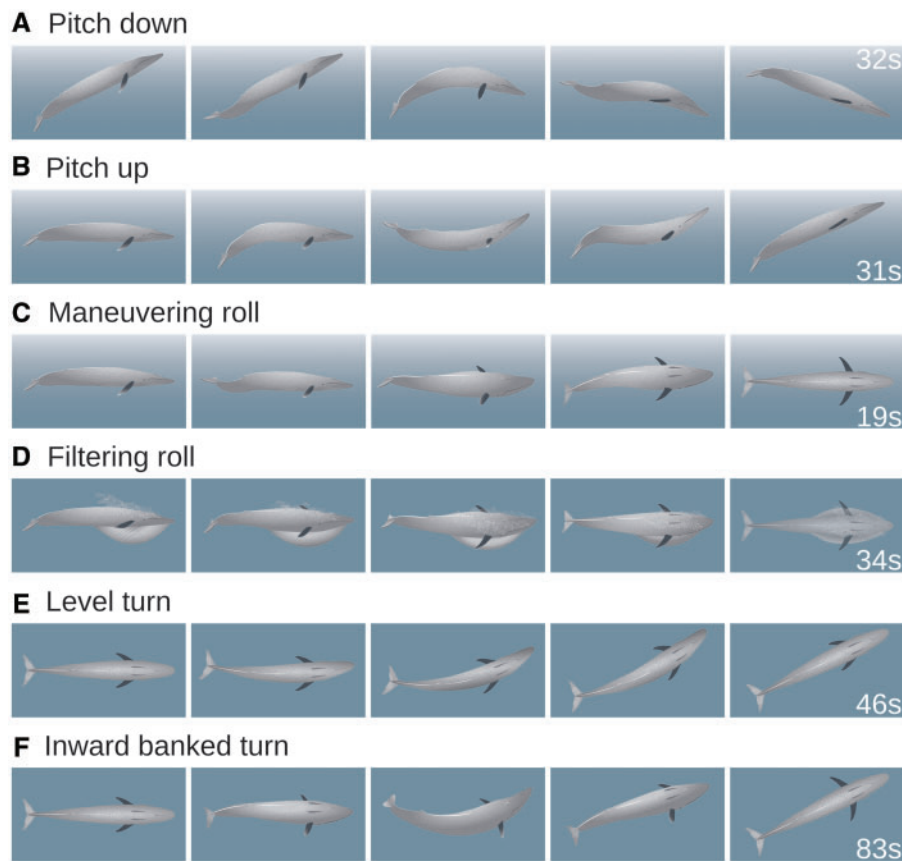 A Pitch down
32s
B Pitch up
31s
C Maneuvering roll
19s
D Filtering roll
34s
E Level turn
46s
F Inward banked turn
83s